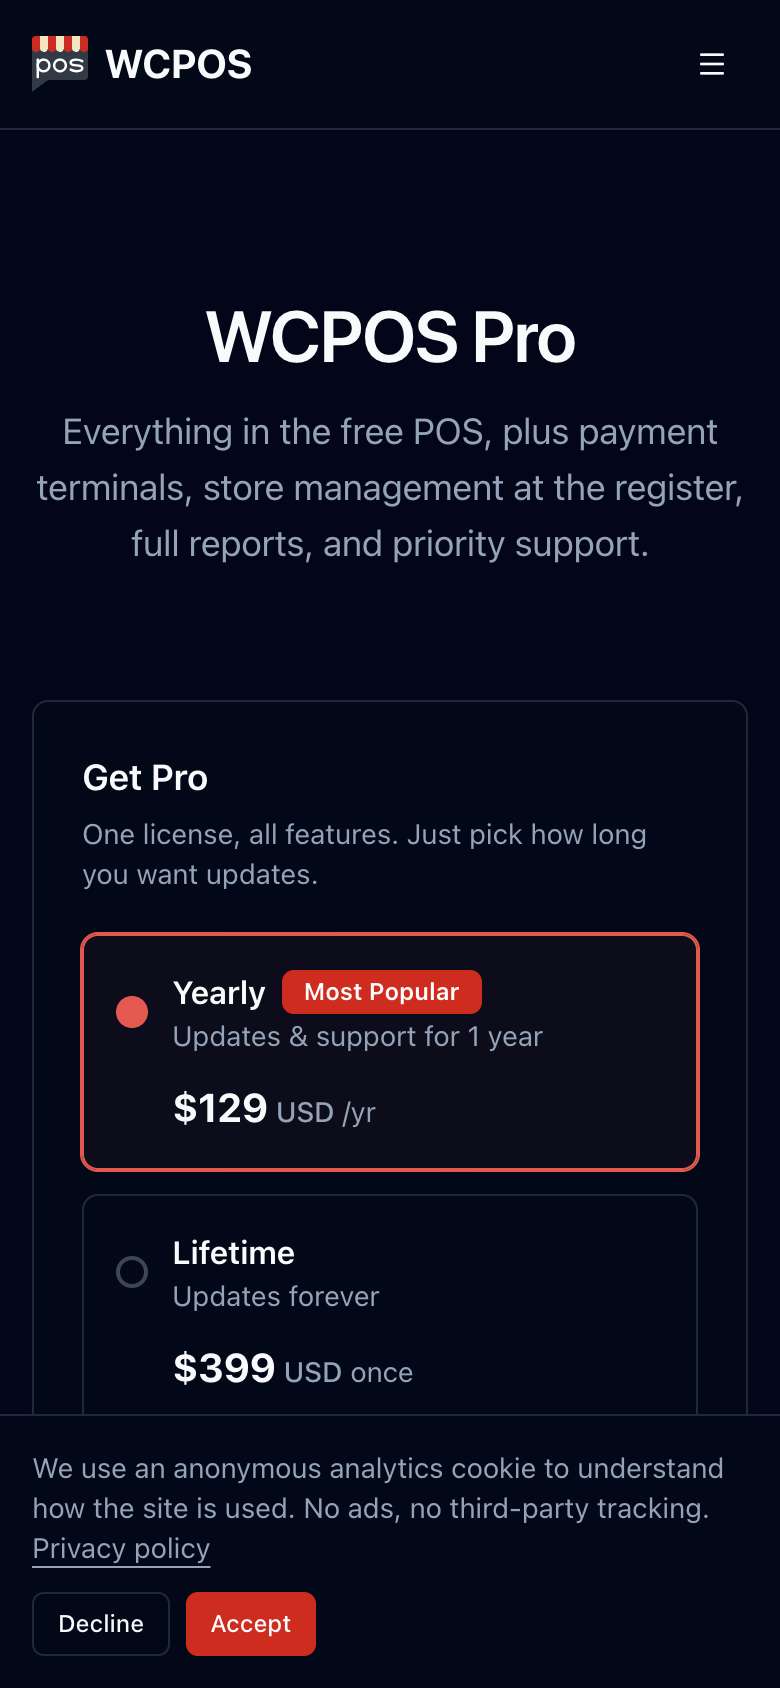 pos WCPOS
WCPOS Pro
Everything in the free POS, plus payment
terminals, store management at the register,
full reports, and priority support.
Get Pro
One license, all features. Just pick how long
you want updates.
Yearly Most Popular
Updates & support for 1 year
$129 USD /yr
Lifetime
Updates forever
$399 USD once
We use an anonymous analytics cookie to understand
how the site is used. No ads, no third-party tracking.
Privacy policy
Decline Accept